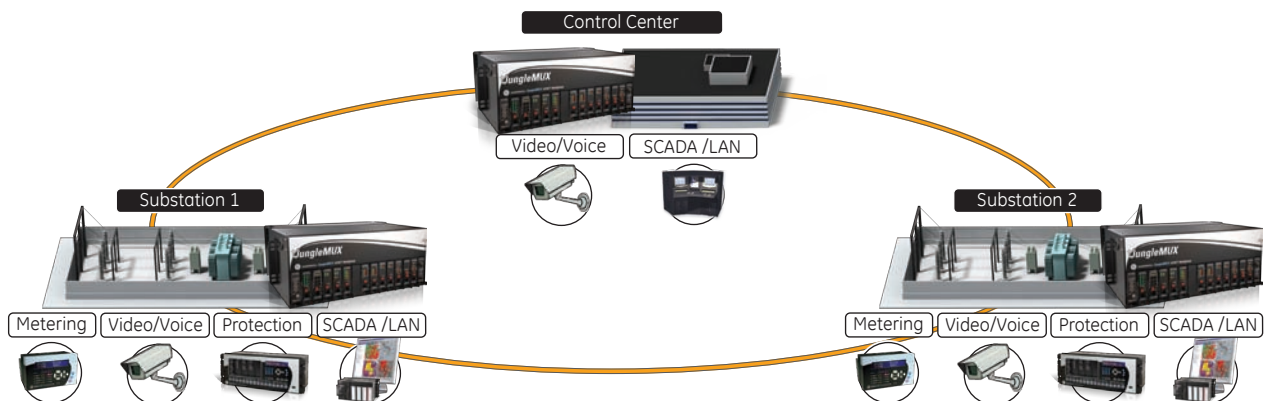 Control Center
JungleMUX
Video/Voice
SCADA /LAN
Substation 1
JungleMUX
Metering
Video/Voice
Protection
SCADA /LAN
Substation 2
JungleMUX
Metering
Video/Voice
Protection
SCADA /LAN